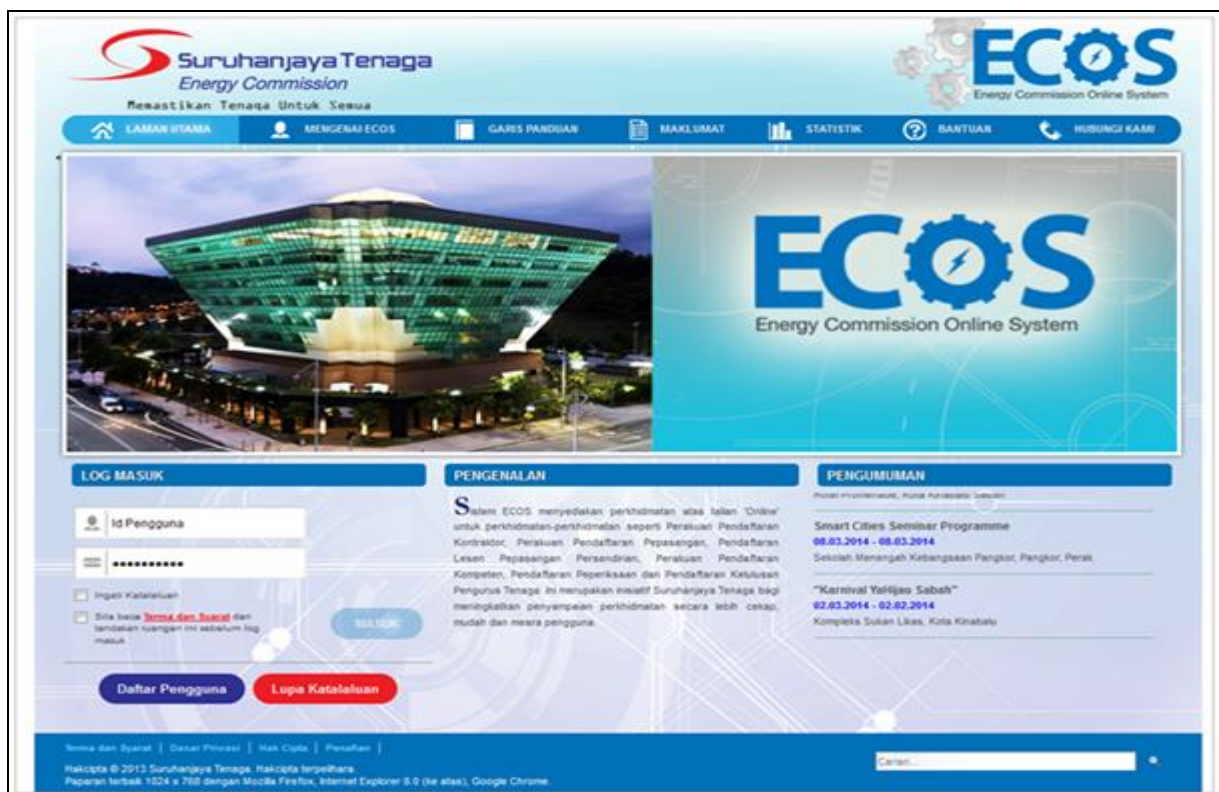 Suruhanjaya Tenaga
Energy Commission
Memastikan Tenaga Untuk Semua
ECOS
Energy Commission Online System
LAMAN UTAMA
MENGENAI ECOS
GARIS PANDUAN
MAKLUMAT
STATISTIK
BANTUAN
HUBUNGI KAMI
ECOS
Energy Commission Online System
LOG MASUK
Id Pengguna
••••••••••
Ingati Katalaluan
Sila baca Terma dan Syarat dan
tandakan ruangan ini sebelum log
masuk
MASUK
Daftar Pengguna
Lupa Katalaluan
PENGENALAN
Sistem ECOS menyediakan perkhidmatan atas talian 'Online'
untuk perkhidmatan-perkhidmatan seperti Perakuan Pendaftaran
Kontraktor, Perakuan Pendaftaran Pepasangan, Pendaftaran
Lesen Pepasangan Persendirian, Perakuan Pendaftaran
Kompeten, Pendaftaran Peperiksaan dan Pendaftaran Kelulusan
Pengurus Tenaga. Ini merupakan inisiatif Suruhanjaya Tenaga bagi
meningkatkan penyampaian perkhidmatan secara lebih cekap,
mudah dan mesra pengguna.
PENGUMUMAN
Smart Cities Seminar Programme
08.03.2014 - 08.03.2014
Sekolah Menengah Kebangsaan Pangkor, Pangkor, Perak
"Karnival YaHijau Sabah"
02.03.2014 - 02.02.2014
Kompleks Sukan Likas, Kota Kinabalu
Terma dan Syarat | Dasar Privasi | Hak Cipta | Penafian |
Hakcipta © 2013 Suruhanjaya Tenaga. Hakcipta terpelihara.
Paparan terbaik 1024 x 768 dengan Mozilla Firefox, Internet Explorer 8.0 (ke atas), Google Chrome.
Carian...